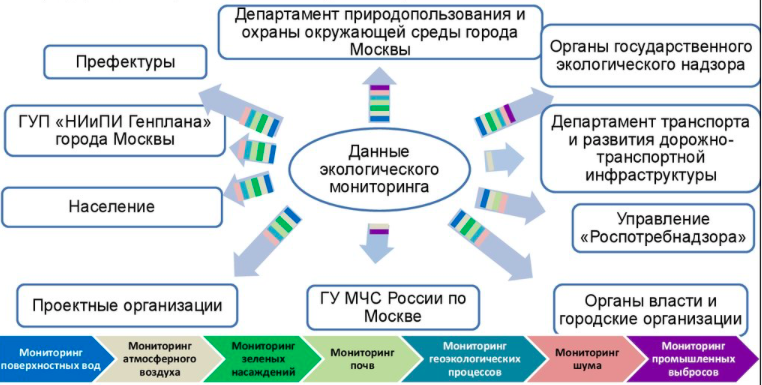 Департамент природопользования и
охраны окружающей среды города
Москвы
Префектуры
Органы государственного
экологического надзора
ГУП «НИиПИ Генплана»
города Москвы
Данные
экологического
мониторинга
Департамент транспорта
и развития дорожно-
транспортной
инфраструктуры
Население
Управление
«Роспотребнадзора»
Проектные организации
ГУ МЧС России по
Москве
Органы власти и
городские организации
Мониторинг
поверхностных вод
Мониторинг
атмосферного
воздуха
Мониторинг
зеленых
насаждений
Мониторинг
почв
Мониторинг
геоэкологических
процессов
Мониторинг
шума
Мониторинг
промышленных
выбросов